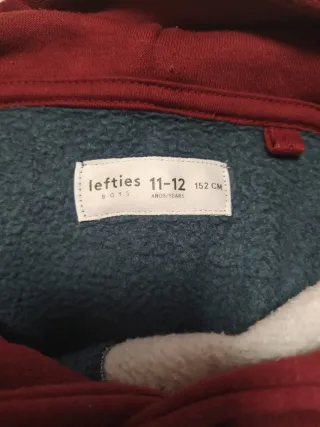 lefties 11-12 152 CM
BOYS AÑOS/YEARS